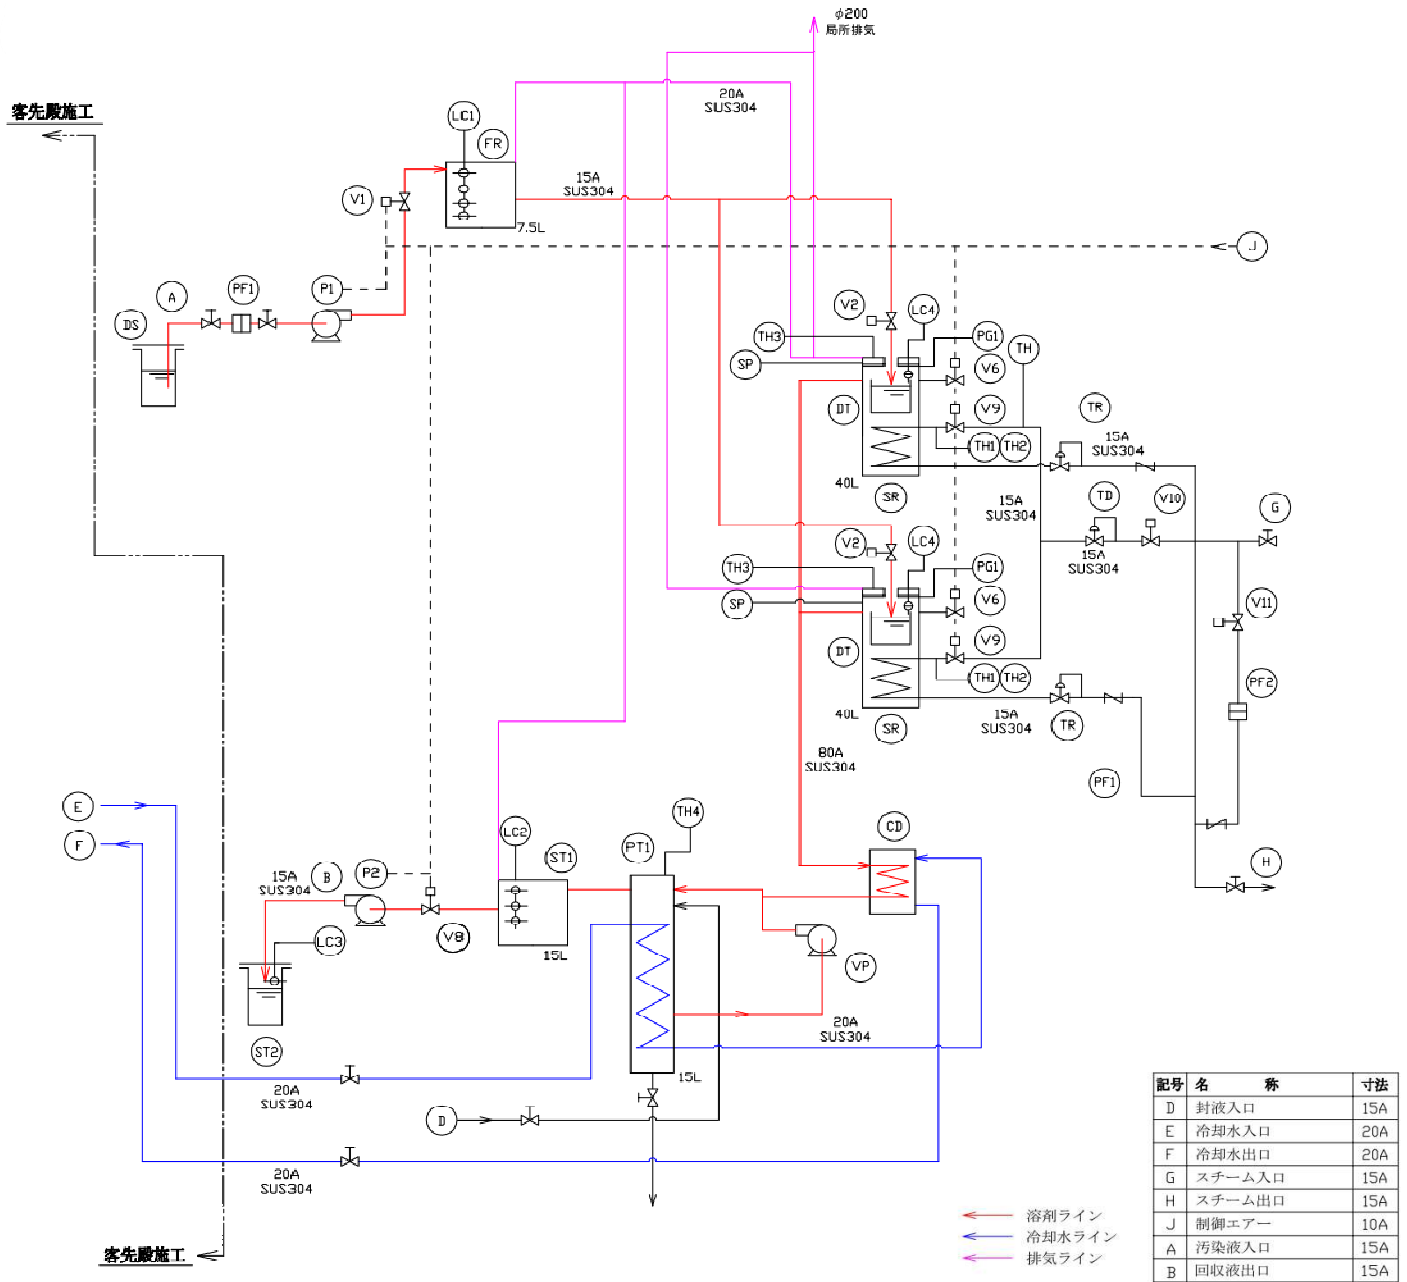 φ200
局所排気
20A
SUS304
客先殿施工
LC1
FR
15A
SUS304
V1
7.5L
J
A
PF1
P1
DS
V2
LC4
TH3
PG1
TH
SP
V6
DT
V9
TR
15A
SUS304
TH1
TH2
40L
SR
15A
SUS304
TD
V10
G
15A
SUS304
V2
LC4
TH3
PG1
SP
V6
V11
DT
V9
TH1
TH2
PF2
40L
SR
15A
SUS304
TR
80A
SUS304
PF1
E
F
TH4
CD
LC2
ST1
PT1
15A
SUS304
B
P2
H
LC3
V8
15L
VP
20A
SUS304
ST2
15L
20A
SUS304
D
20A
SUS304
客先殿施工
溶剤ライン
冷却水ライン
排気ライン
記号 名 称 寸法
D 封液入口 15A
E 冷却水入口 20A
F 冷却水出口 20A
G スチーム入口 15A
H スチーム出口 15A
J 制御エアー 10A
A 汚染液入口 15A
B 回収液出口 15A